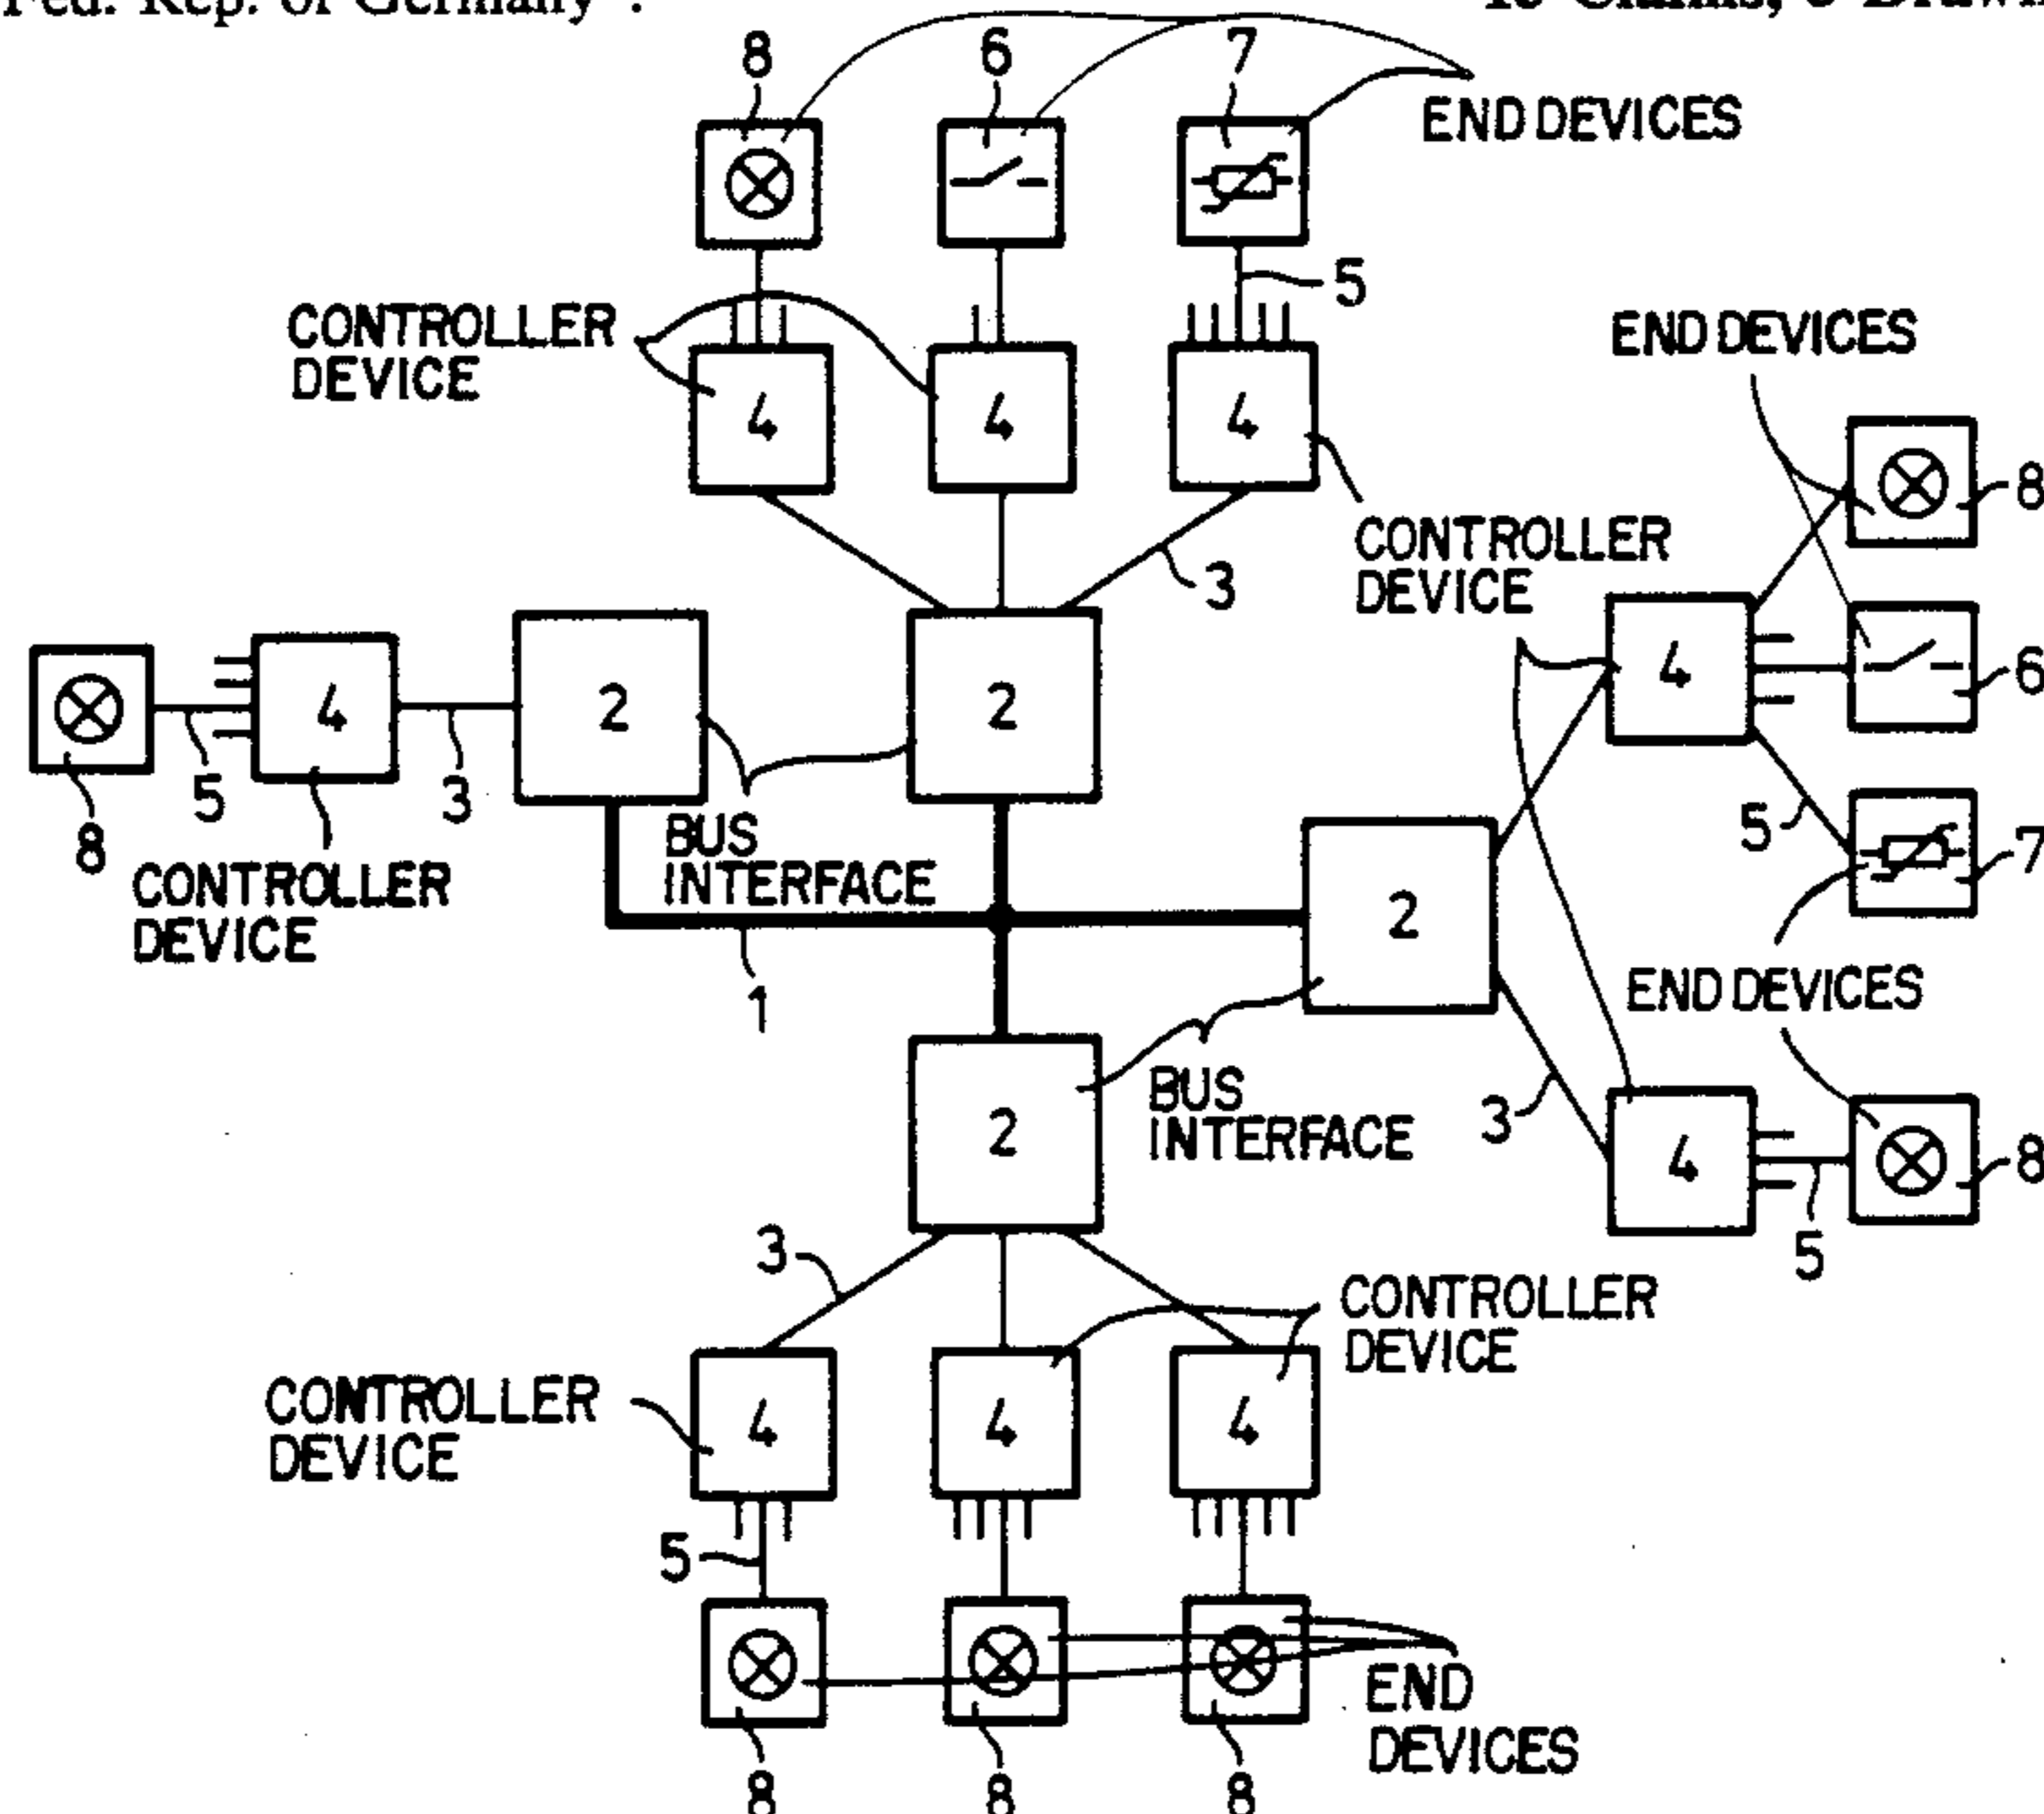 Fed. Rep. of Germany .
8
6
7
END DEVICES
5
CONTROLLER
DEVICE
END DEVICES
4
4
4
8
CONTROLLER
DEVICE
3
4
6
2
2
4
5
3
5
7
8
BUS
INTERFACE
CONTROLLER
DEVICE
2
1
END DEVICES
BUS
INTERFACE
2
3
4
8
5
3
CONTROLLER
DEVICE
CONTROLLER
DEVICE
4
4
4
5
END
DEVICES
8
8
8